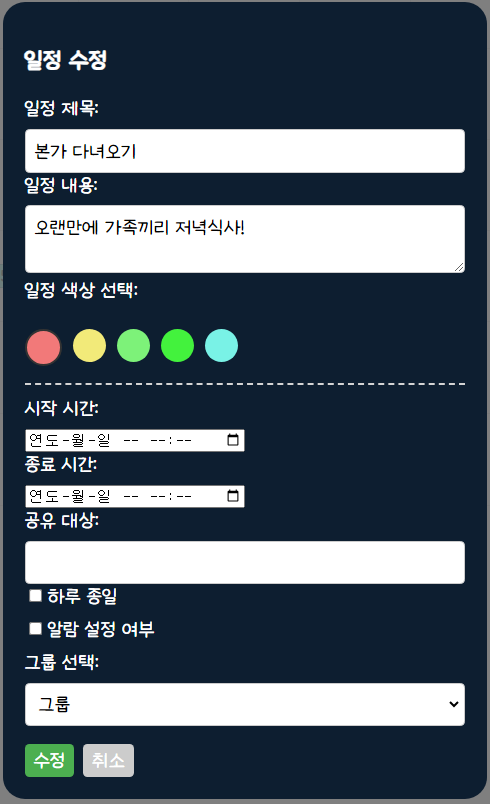 일정 수정
일정 제목:
본가 다녀오기
일정 내용:
오랜만에 가족끼리 저녁식사!
일정 색상 선택:
시작 시간:
연도-월-일 -- --:--
종료 시간:
연도-월-일 -- --:--
공유 대상:
하루 종일
알람 설정 여부
그룹 선택:
그룹
수정 취소